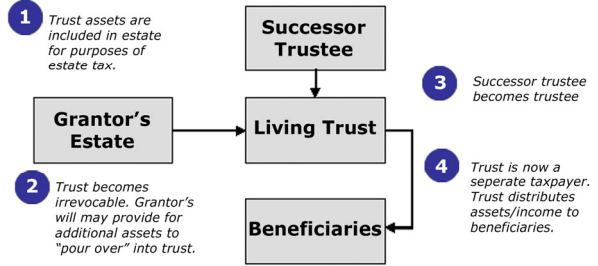 1
Trust assets are
included in estate
for purposes of
estate tax.
Successor
Trustee
3
Successor trustee
becomes trustee
Grantor's
Estate
Living Trust
2
Trust becomes
irrevocable. Grantor's
will may provide for
additional assets to
“pour over” into trust.
4
Trust is now a
seperate taxpayer.
Trust distributes
assets/income to
beneficiaries.
Beneficiaries